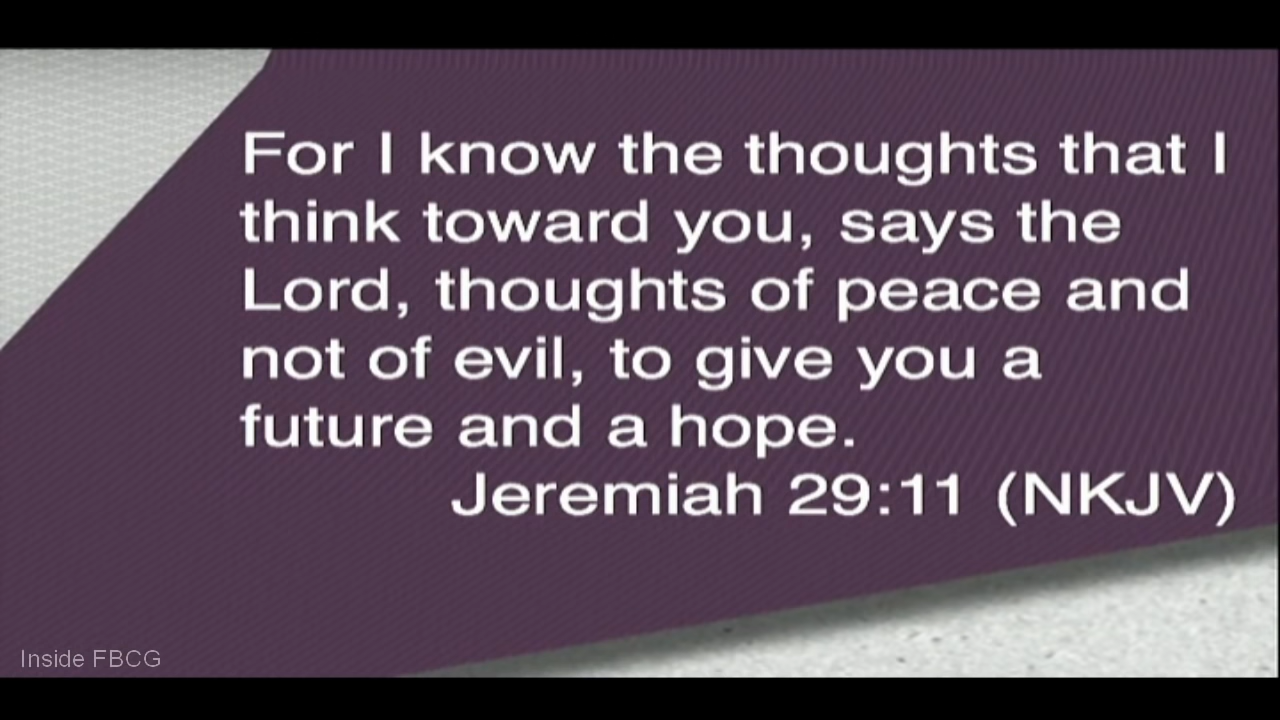 For I know the thoughts that I
think toward you, says the
Lord, thoughts of peace and
not of evil, to give you a
future and a hope.
Jeremiah 29:11 (NKJV)
Inside FBCG